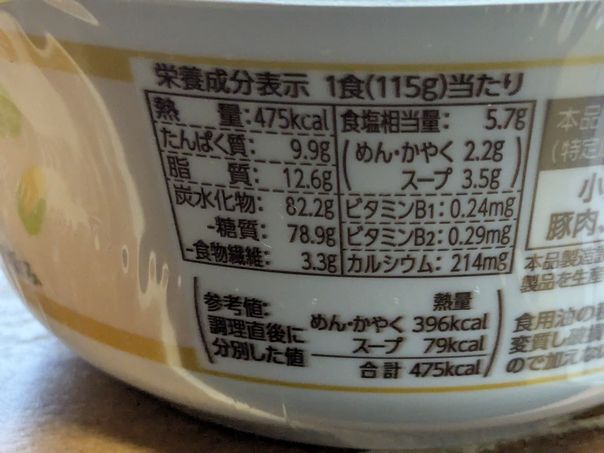 栄養成分表示 1食(115g)当たり
熱量:475kcal
たんぱく質: 9.9g
脂質: 12.6g
炭水化物: 82.2g
-糖質: 78.9g
-食物繊維: 3.3g
食塩相当量: 5.7g
(めん・かやく 2.2g
スープ 3.5g)
ビタミンB1: 0.24mg
ビタミンB2: 0.29mg
カルシウム: 214mg
(参考値:
調理直後に
分別した値
熱量
めん・かやく 396kcal
スープ 79kcal
合計 475kcal)
本品
(特定
小
豚肉
本品製造
製品を生産
食用油の
変質し破損
ので加えな